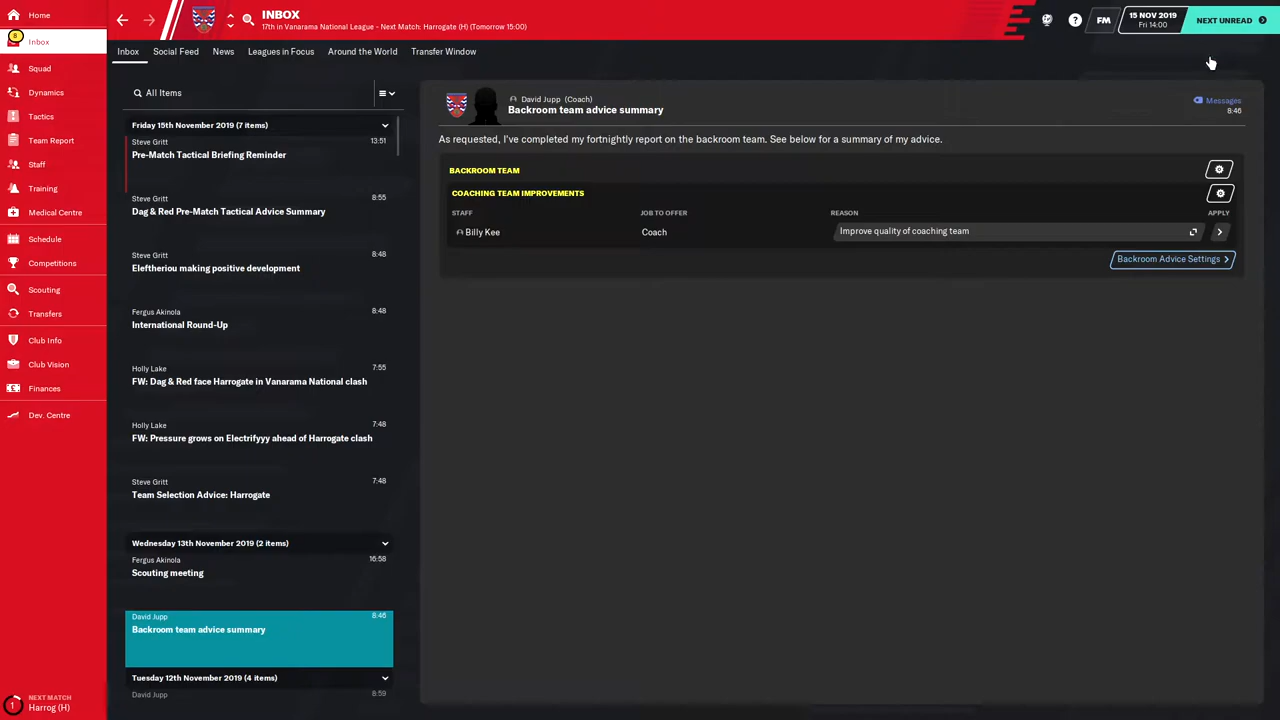 Home
8
Inbox
Squad
Dynamics
Tactics
Team Report
Staff
Training
Medical Centre
Schedule
Competitions
Scouting
Transfers
Club Info
Club Vision
Finances
Dev. Centre
1
NEXT MATCH
Harrog (H)
INBOX
17th in Vanarama National League - Next Match: Harrogate (H) (Tomorrow 15:00)
?
FM
15 NOV 2019
Fri 14:00
NEXT UNREAD
Inbox
Social Feed
News
Leagues in Focus
Around the World
Transfer Window
All Items
Friday 15th November 2019 (7 items)
Steve Gritt 13:51
Pre-Match Tactical Briefing Reminder
Steve Gritt 8:55
Dag & Red Pre-Match Tactical Advice Summary
Steve Gritt 8:48
Eleftheriou making positive development
Fergus Akinola 8:48
International Round-Up
Holly Lake 7:55
FW: Dag & Red face Harrogate in Vanarama National clash
Holly Lake 7:48
FW: Pressure grows on Electrifyyy ahead of Harrogate clash
Steve Gritt 7:48
Team Selection Advice: Harrogate
Wednesday 13th November 2019 (2 items)
Fergus Akinola 16:58
Scouting meeting
David Jupp 8:46
Backroom team advice summary
Tuesday 12th November 2019 (4 items)
David Jupp 8:59
David Jupp (Coach)
Backroom team advice summary
Messages
8:46
As requested, I've completed my fortnightly report on the backroom team. See below for a summary of my advice.
BACKROOM TEAM
COACHING TEAM IMPROVEMENTS
STAFF JOB TO OFFER REASON APPLY
Billy Kee Coach Improve quality of coaching team
Backroom Advice Settings